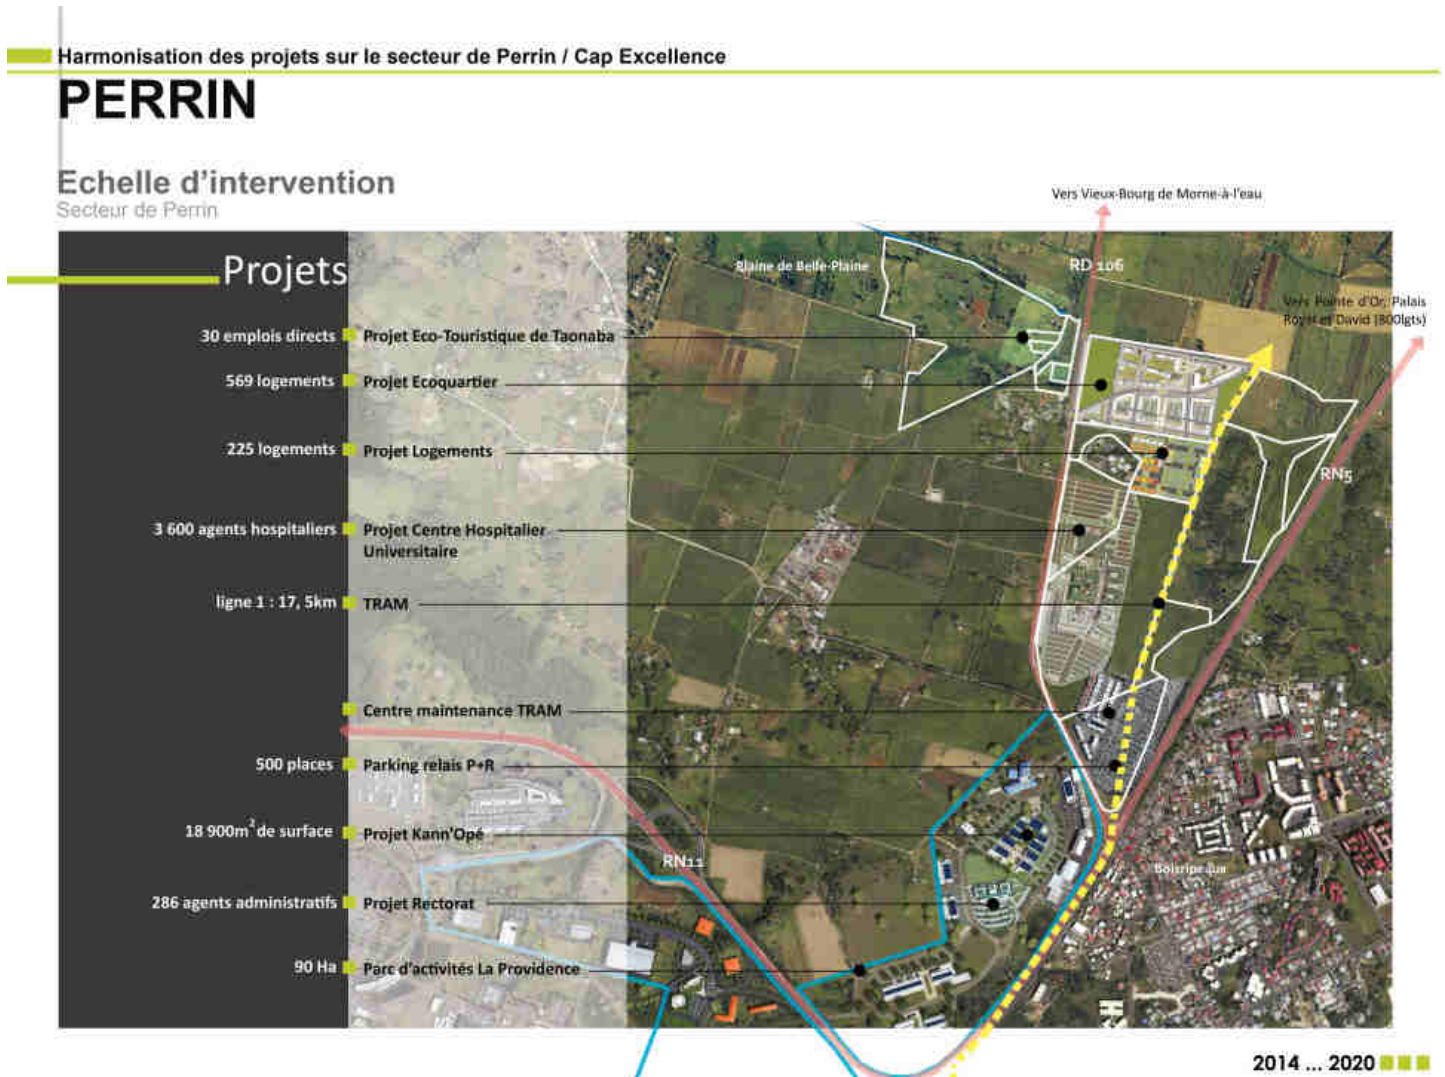 Harmonisation des projets sur le secteur de Perrin / Cap Excellence
PERRIN
Echelle d'intervention
Secteur de Perrin
Vers Vieux-Bourg de Morne-à-l'eau
Projets
Plaine de Belle-Plaine
RD 106
Vers Pointe d'Or, Palais
Royal et David (800lgts)
30 emplois directs Projet Eco-Touristique de Taonaba
569 logements Projet Ecoquartier
225 logements Projet Logements
RN5
3 600 agents hospitaliers Projet Centre Hospitalier
Universitaire
ligne 1 : 17, 5km TRAM
Centre maintenance TRAM
500 places Parking relais P+R
18 900m² de surface Projet Kann'Opé
RN11
286 agents administratifs Projet Rectorat
90 Ha Parc d'activités La Providence
2014 ... 2020